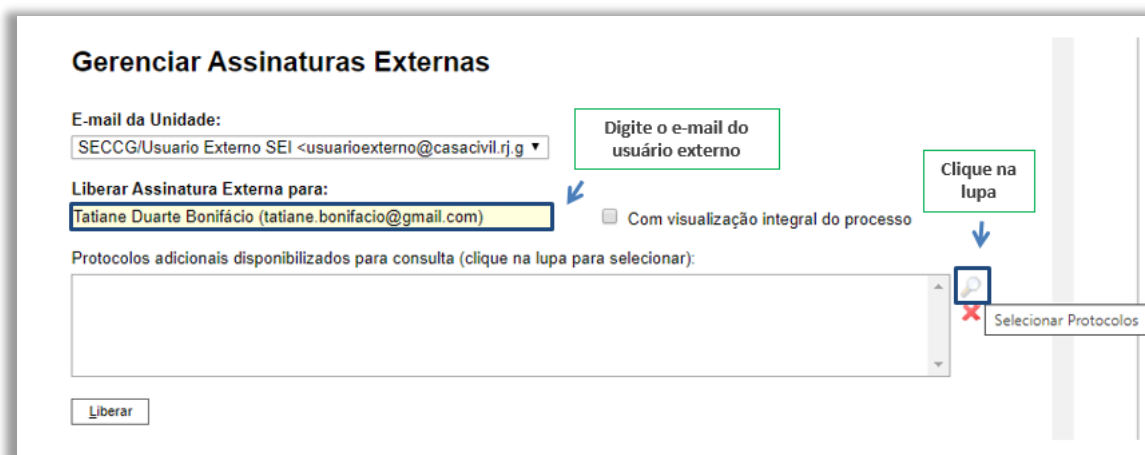 Gerenciar Assinaturas Externas
E-mail da Unidade:
SECCG/Usuario Externo SEI <usuarioexterno@casacivil.rj.g
Digite o e-mail do
usuário externo
Clique na
lupa
Liberar Assinatura Externa para:
Tatiane Duarte Bonifácio (tatiane.bonifacio@gmail.com)
Com visualização integral do processo
Protocolos adicionais disponibilizados para consulta (clique na lupa para selecionar):
Selecionar Protocolos
Liberar